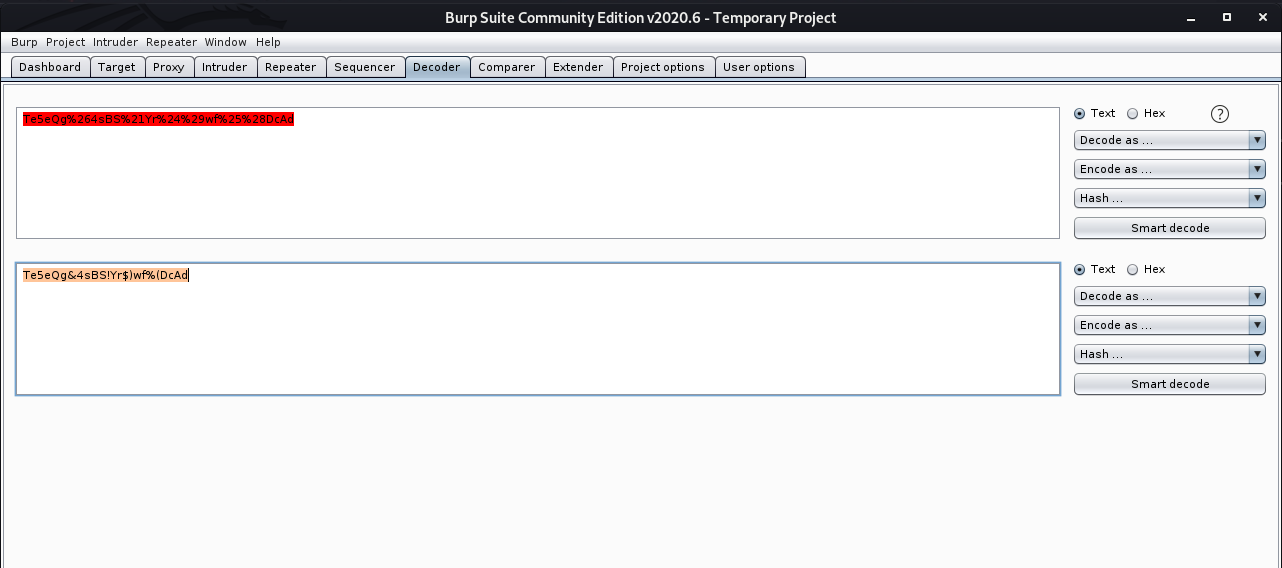 Burp Suite Community Edition v2020.6 - Temporary Project
Burp Project Intruder Repeater Window Help
Dashboard Target Proxy Intruder Repeater Sequencer Decoder Comparer Extender Project options User options
Te5eQg%264sBS%21Yr%24%29wf%25%28DcAd
Text Hex ?
Decode as ...
Encode as ...
Hash ...
Smart decode
Te5eQg&4sBS!Yr$)wf%(DcAd
Text Hex
Decode as ...
Encode as ...
Hash ...
Smart decode